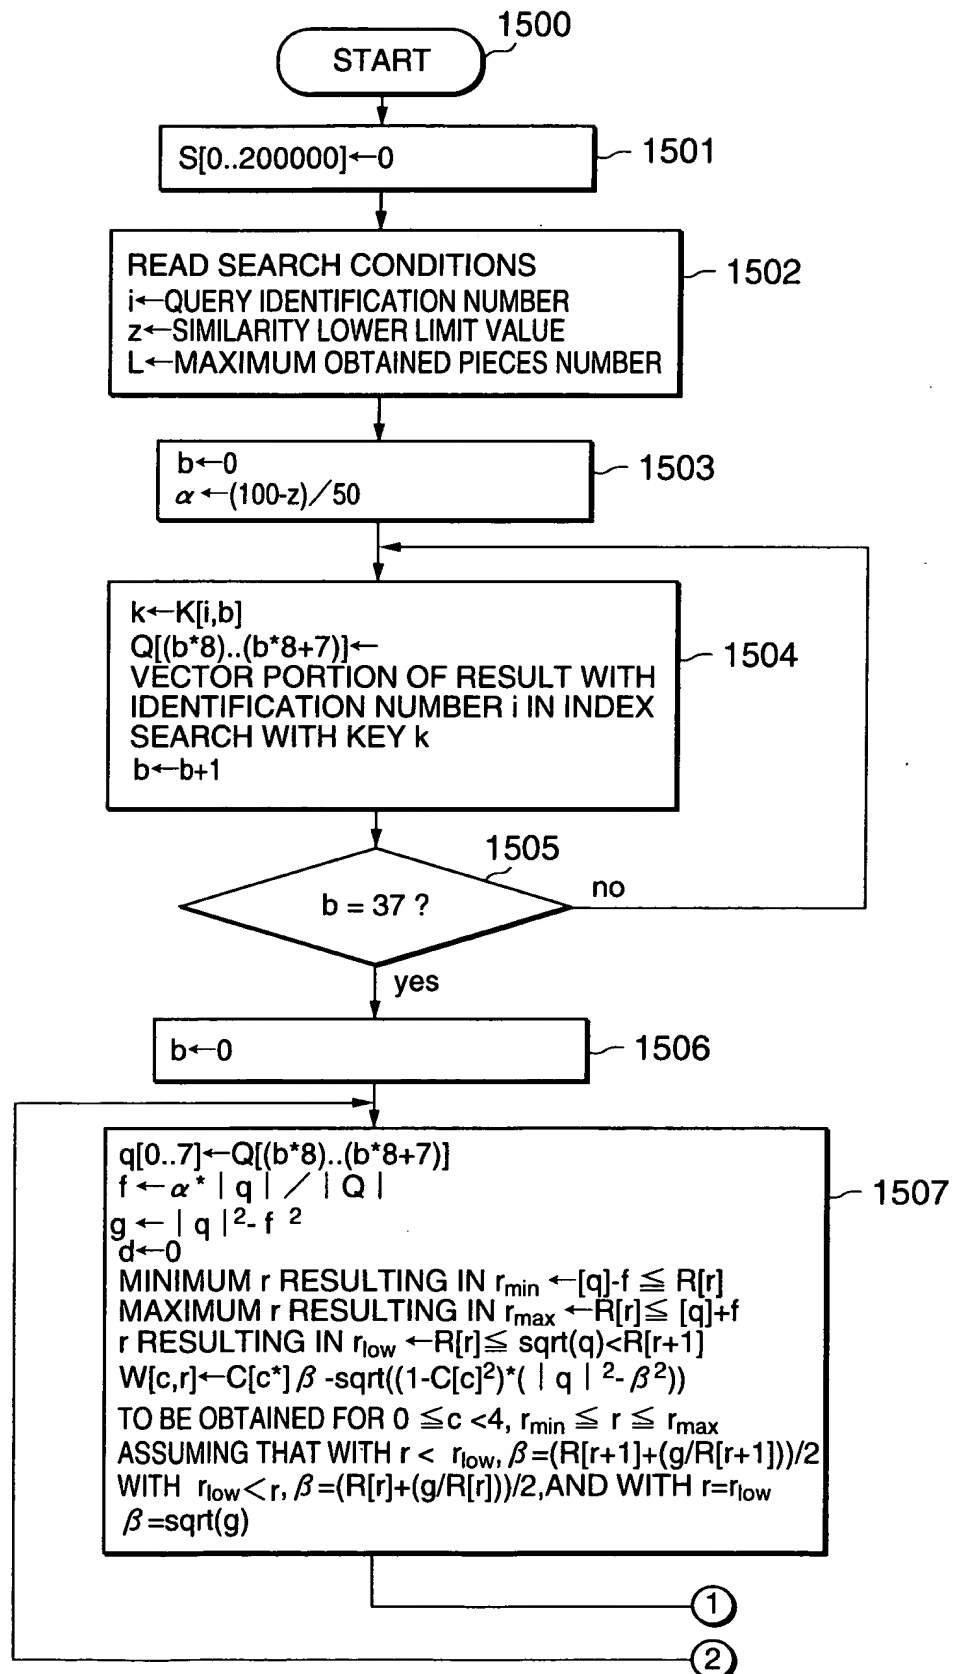 1500
START
S[0..200000]←0
1501
READ SEARCH CONDITIONS
i←QUERY IDENTIFICATION NUMBER
z←SIMILARITY LOWER LIMIT VALUE
L←MAXIMUM OBTAINED PIECES NUMBER
1502
b←0
α←(100-z)/50
1503
k←K[i,b]
Q[(b*8)..(b*8+7)]←
VECTOR PORTION OF RESULT WITH
IDENTIFICATION NUMBER i IN INDEX
SEARCH WITH KEY k
b←b+1
1504
1505
b = 37 ?
no
yes
b←0
1506
q[0..7]←Q[(b*8)..(b*8+7)]
f←α* | q | / | Q |
g ← | q |²- f ²
d←0
MINIMUM r RESULTING IN rmin ←[q]-f ≦ R[r]
MAXIMUM r RESULTING IN rmax ←R[r]≦ [q]+f
r RESULTING IN rlow ←R[r]≦ sqrt(q)<R[r+1]
W[c,r]←C[c*] β -sqrt((1-C[c]²)*( | q | ²-β²))
TO BE OBTAINED FOR 0 ≦c <4, rmin ≦ r ≦ rmax
ASSUMING THAT WITH r < rlow, β=(R[r+1]+(g/R[r+1]))/2
WITH rlow<r, β=(R[r]+(g/R[r]))/2,AND WITH r=rlow
β=sqrt(g)
1507
1
2